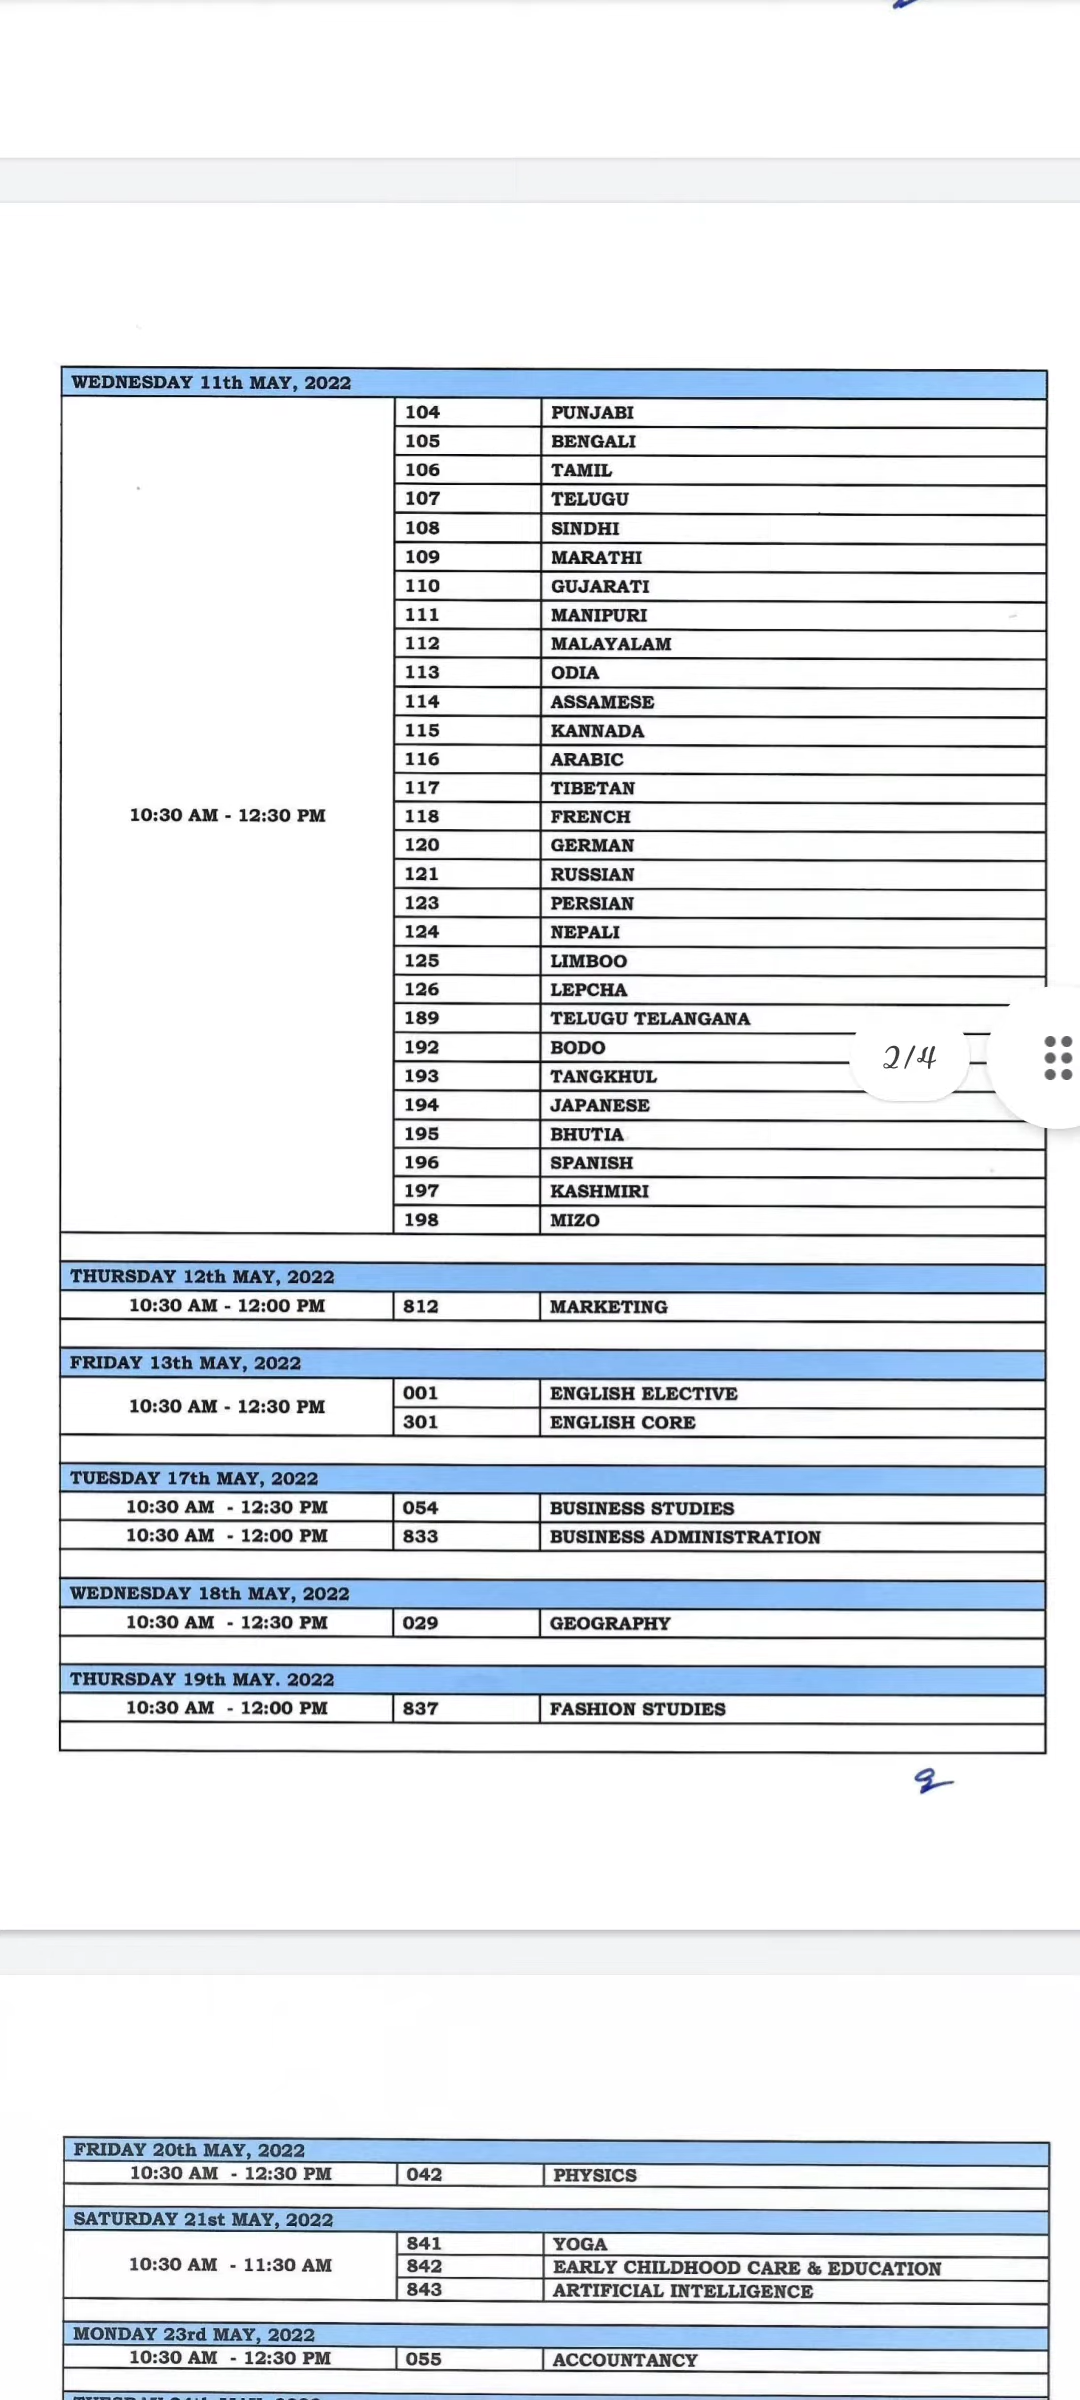 WEDNESDAY 11th MAY, 2022
104 PUNJABI
105 BENGALI
106 TAMIL
107 TELUGU
108 SINDHI
109 MARATHI
110 GUJARATI
111 MANIPURI
112 MALAYALAM
113 ODIA
114 ASSAMESE
115 KANNADA
116 ARABIC
117 TIBETAN
10:30 AM - 12:30 PM 118 FRENCH
120 GERMAN
121 RUSSIAN
123 PERSIAN
124 NEPALI
125 LIMBOO
126 LEPCHA
189 TELUGU TELANGANA
192 BODO
2/4
193 TANGKHUL
194 JAPANESE
195 BHUTIA
196 SPANISH
197 KASHMIRI
198 MIZO
THURSDAY 12th MAY, 2022
10:30 AM - 12:00 PM 812 MARKETING
FRIDAY 13th MAY, 2022
10:30 AM - 12:30 PM 001 ENGLISH ELECTIVE
301 ENGLISH CORE
TUESDAY 17th MAY, 2022
10:30 AM - 12:30 PM 054 BUSINESS STUDIES
10:30 AM - 12:00 PM 833 BUSINESS ADMINISTRATION
WEDNESDAY 18th MAY, 2022
10:30 AM - 12:30 PM 029 GEOGRAPHY
THURSDAY 19th MAY. 2022
10:30 AM - 12:00 PM 837 FASHION STUDIES
FRIDAY 20th MAY, 2022
10:30 AM - 12:30 PM 042 PHYSICS
SATURDAY 21st MAY, 2022
841 YOGA
10:30 AM - 11:30 AM 842 EARLY CHILDHOOD CARE & EDUCATION
843 ARTIFICIAL INTELLIGENCE
MONDAY 23rd MAY, 2022
10:30 AM - 12:30 PM 055 ACCOUNTANCY